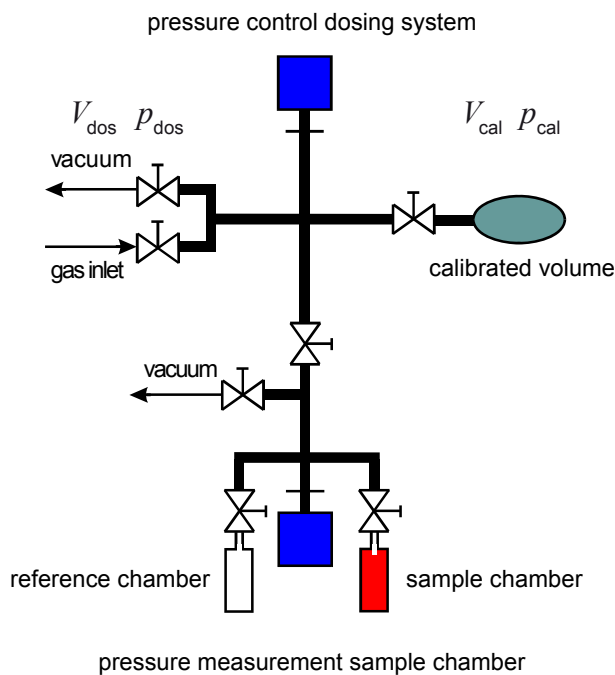 pressure control dosing system
V_dos p_dos
V_cal p_cal
vacuum
gas inlet
calibrated volume
vacuum
reference chamber
sample chamber
pressure measurement sample chamber